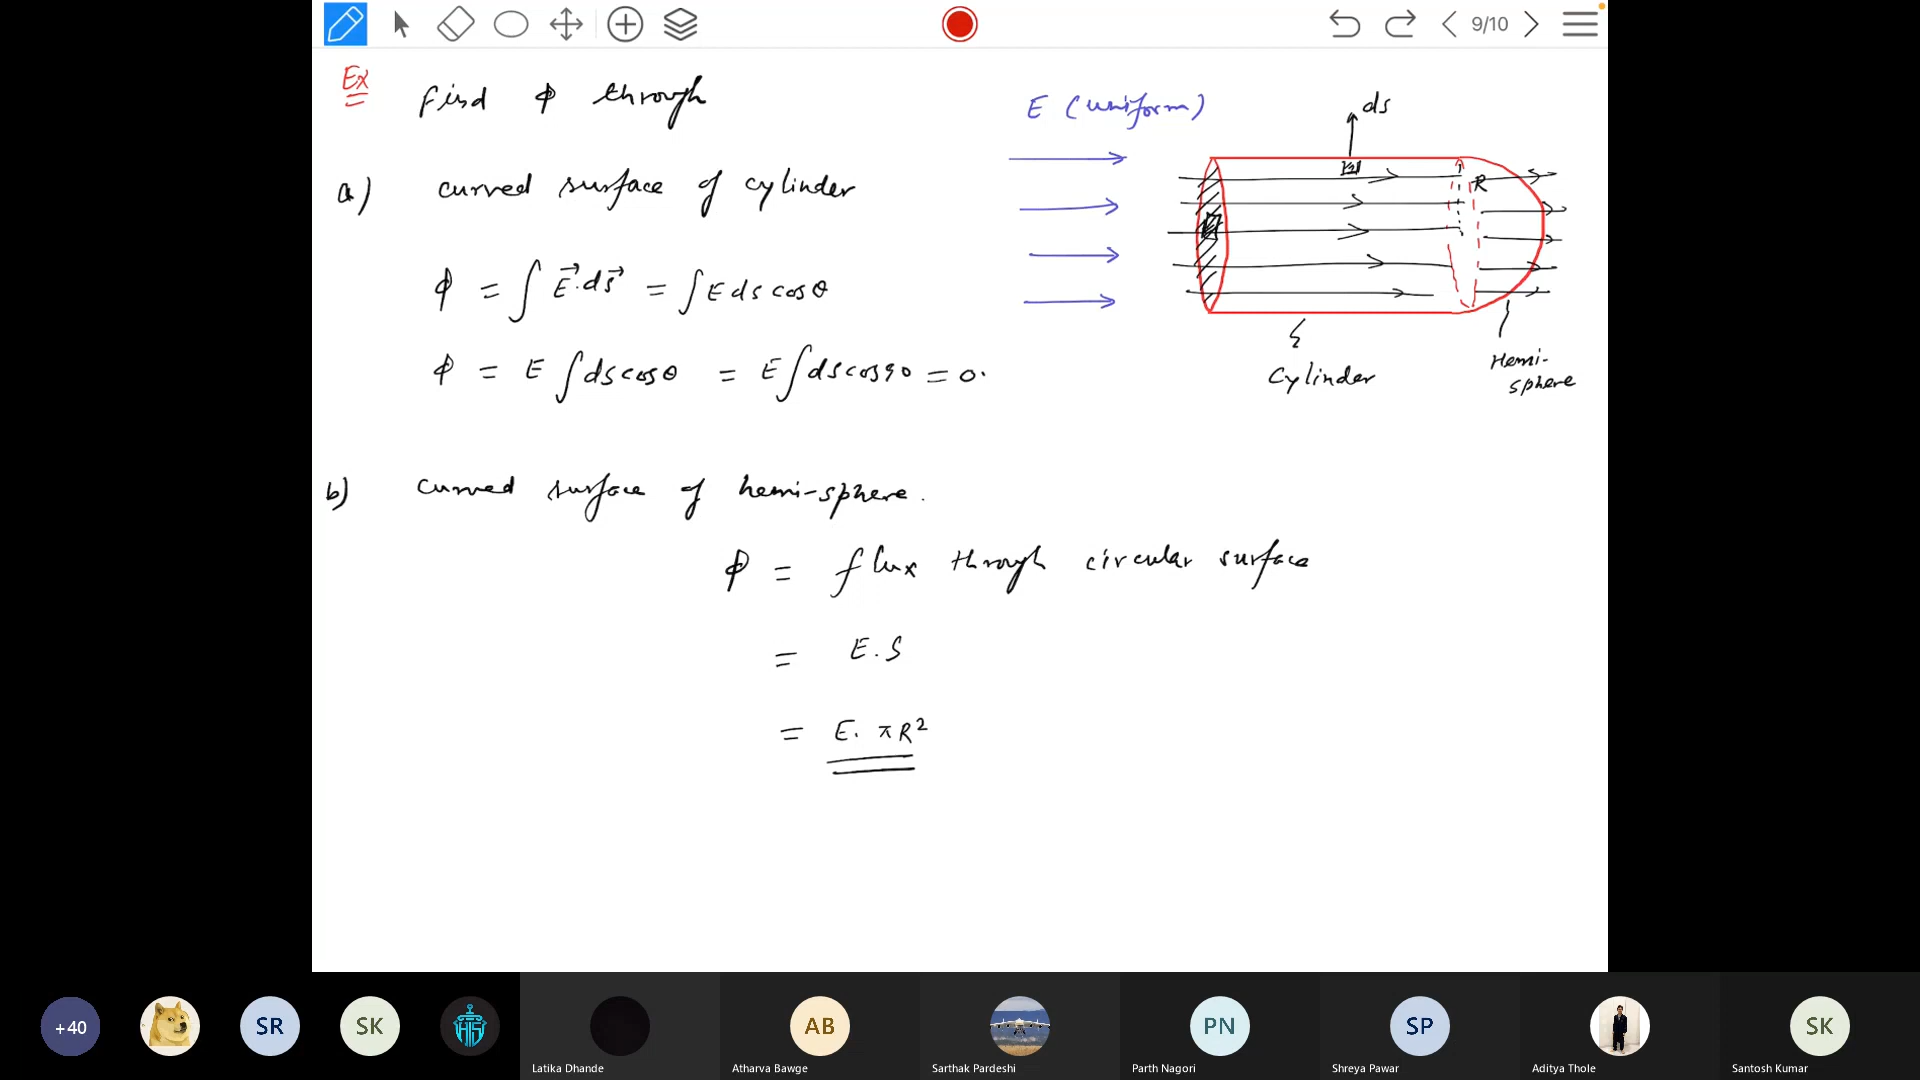 9/10
Ex
find ϕ through
E (uniform)
ds
R
a) curved surface of cylinder
ϕ = ∫ E⃗.ds⃗ = ∫ E ds cosθ
ϕ = E ∫ ds cosθ = E ∫ ds cos90 = 0.
Cylinder
Hemi-
sphere
b) curved surface of hemi-sphere.
ϕ = flux through circular surface
= E.S
= E. πR²
+40
SR
SK
AB
PN
SP
SK
Latika Dhande
Atharva Bawge
Sarthak Pardeshi
Parth Nagori
Shreya Pawar
Aditya Thole
Santosh Kumar